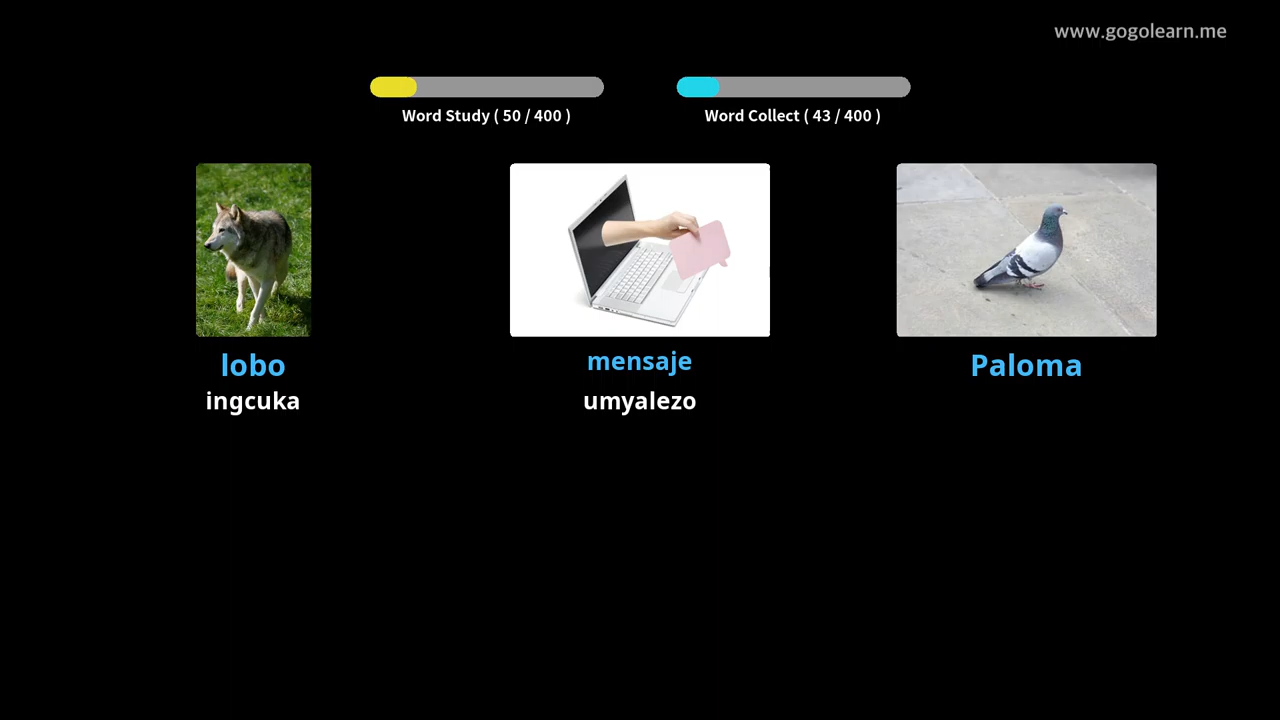 www.gogolearn.me
Word Study ( 50 / 400 )
Word Collect ( 43 / 400 )
lobo
ingcuka
mensaje
umyalezo
Paloma